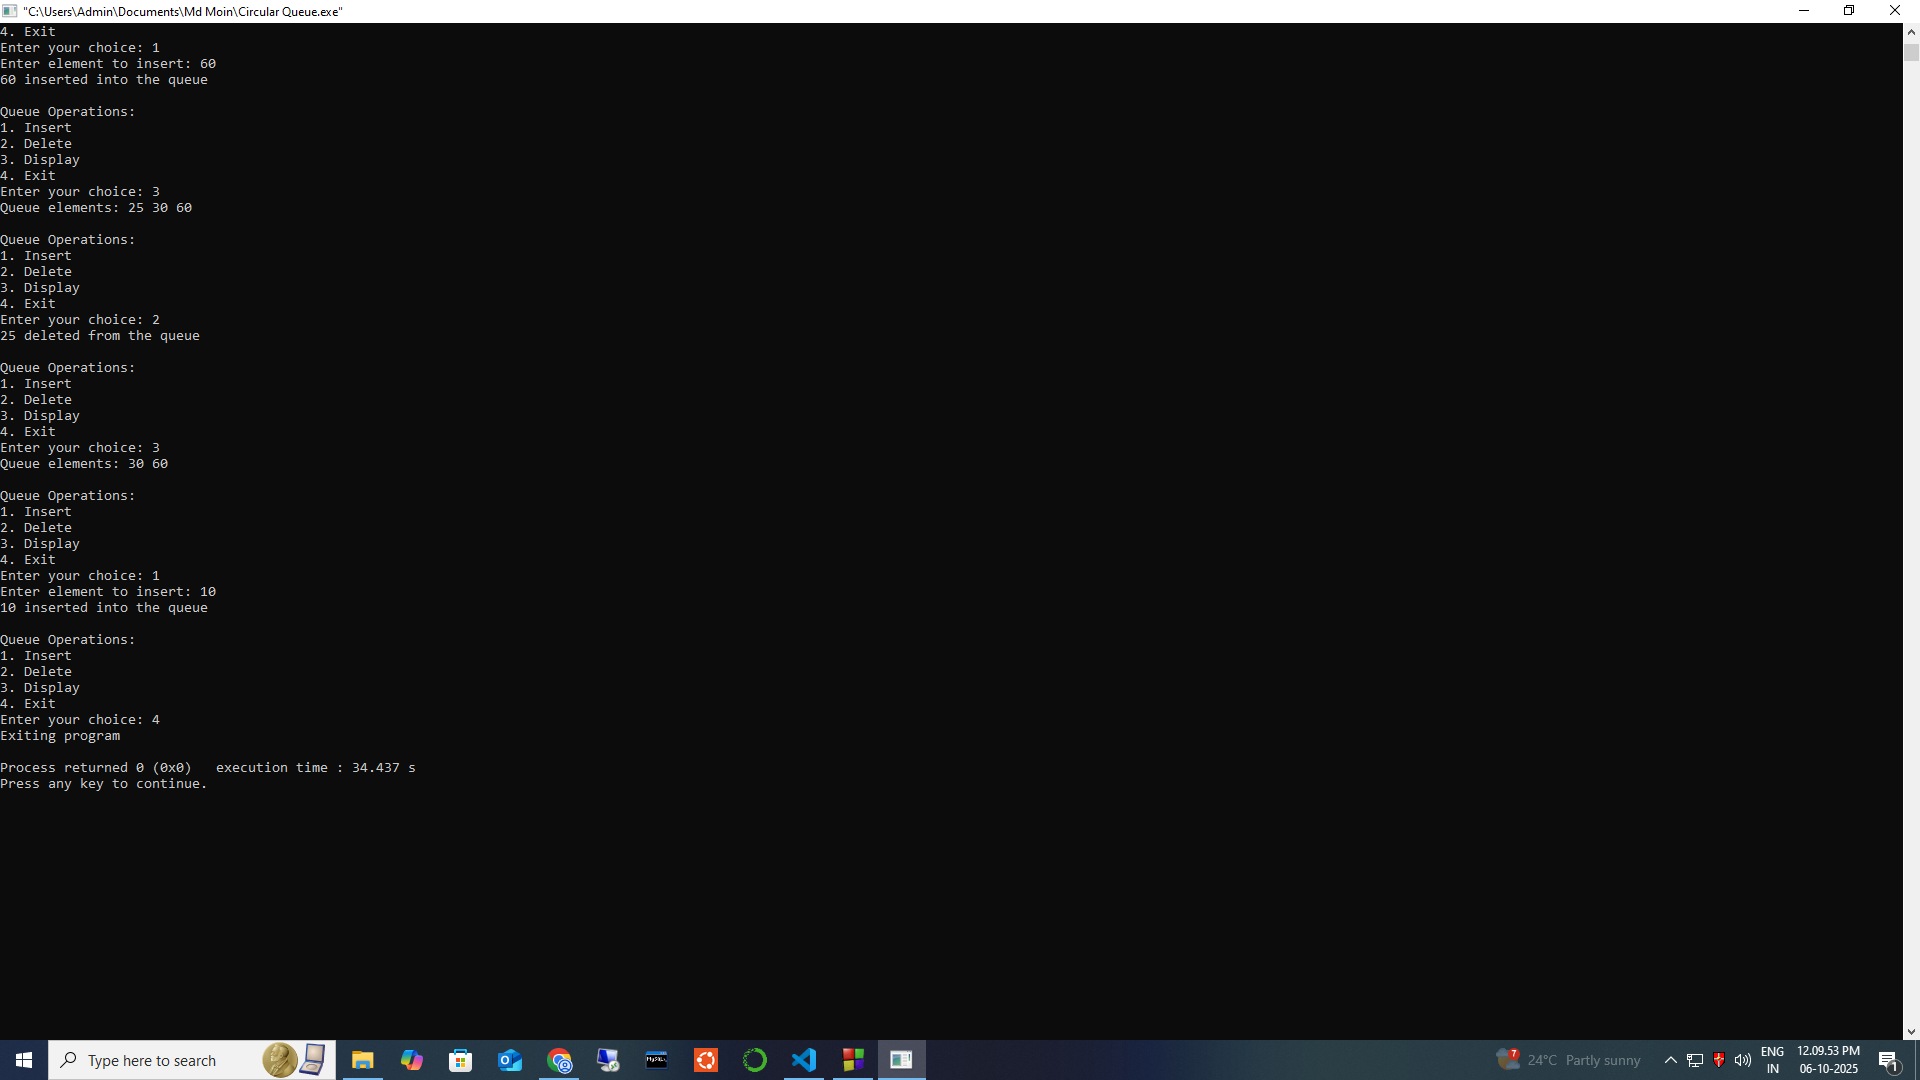 "C:\Users\Admin\Documents\Md Moin\Circular Queue.exe"
4. Exit
Enter your choice: 1
Enter element to insert: 60
60 inserted into the queue
Queue Operations:
1. Insert
2. Delete
3. Display
4. Exit
Enter your choice: 3
Queue elements: 25 30 60
Queue Operations:
1. Insert
2. Delete
3. Display
4. Exit
Enter your choice: 2
25 deleted from the queue
Queue Operations:
1. Insert
2. Delete
3. Display
4. Exit
Enter your choice: 3
Queue elements: 30 60
Queue Operations:
1. Insert
2. Delete
3. Display
4. Exit
Enter your choice: 1
Enter element to insert: 10
10 inserted into the queue
Queue Operations:
1. Insert
2. Delete
3. Display
4. Exit
Enter your choice: 4
Exiting program
Process returned 0 (0x0)   execution time : 34.437 s
Press any key to continue.
Type here to search
MySQL
7
24°C Partly sunny
ENG
IN
12.09.53 PM
06-10-2025
1